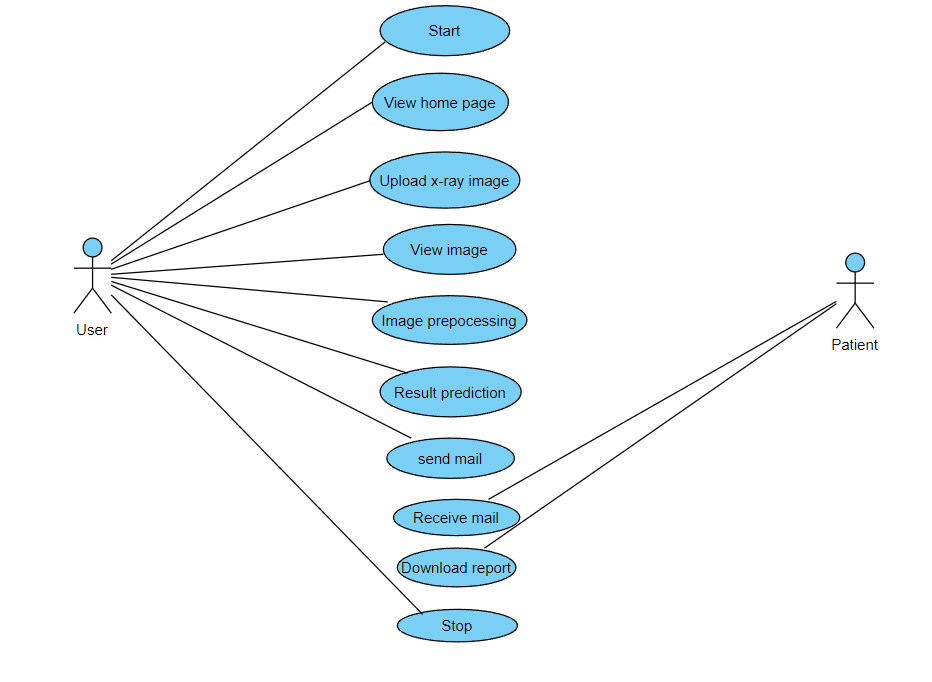 Start
View home page
Upload x-ray image
View image
Image prepocessing
Result prediction
send mail
Receive mail
Download report
Stop
User
Patient